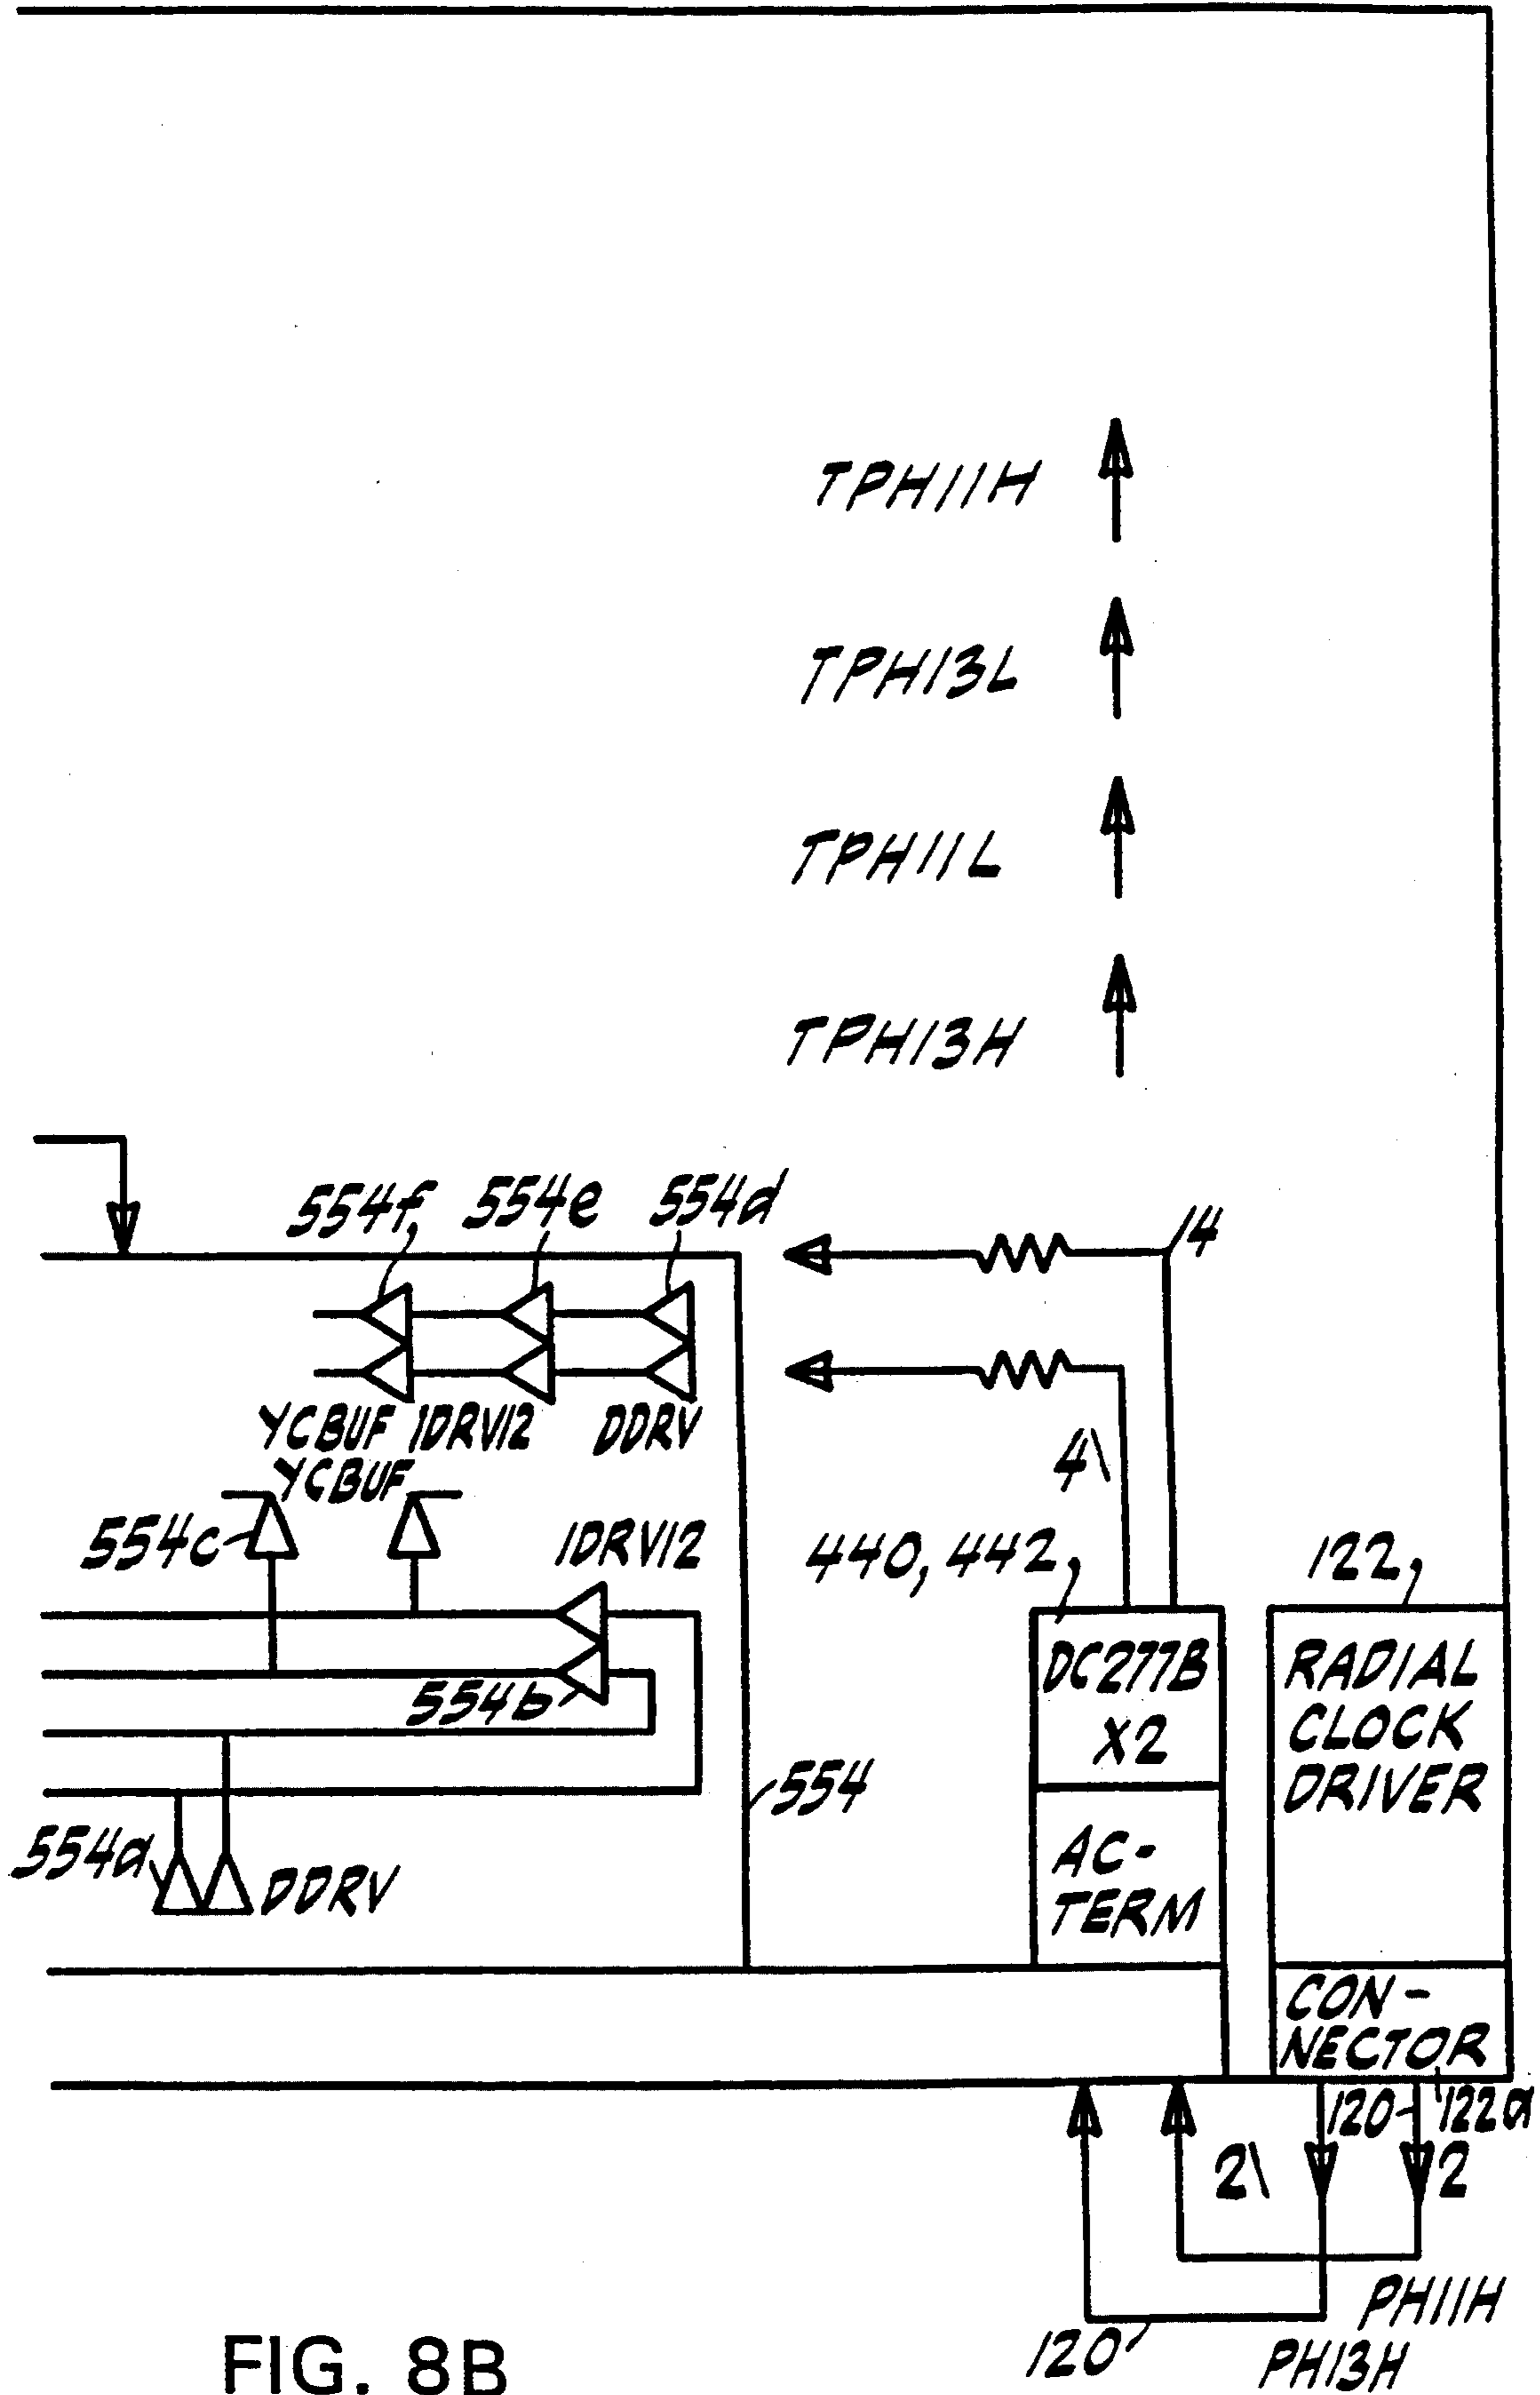 TPH11H
TPH13L
TPH11L
TPH13H
554f 554e 554d
14
YCBUF IDRV12 DDRV
YCBUF
4
554c
IDRV12
440, 442
122
DC277B
X2
RADIAL
CLOCK
DRIVER
554b
554
AC-
TERM
554a
DDRV
CON-
NECTOR
120
122a
2
2
PH11H
120'
PH13H
FIG. 8B